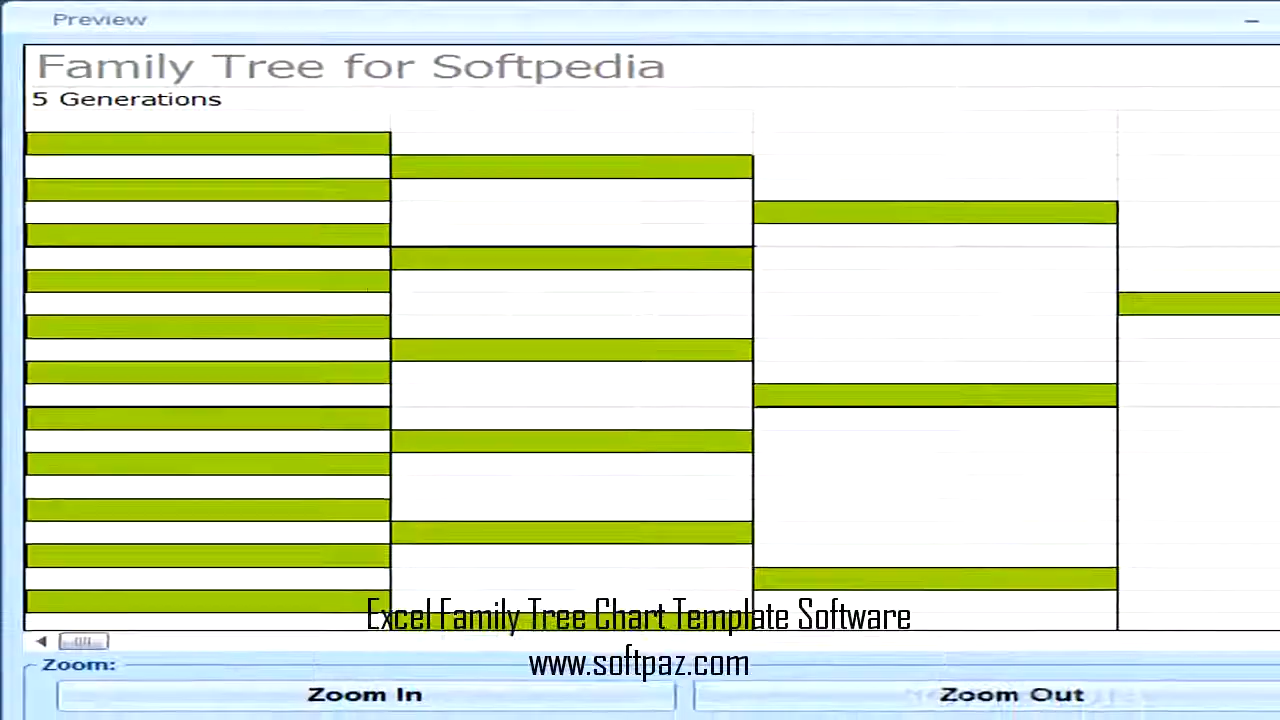 Preview
Family Tree for Softpedia
5 Generations
Excel Family Tree Chart Template Software
www.softpaz.com
Zoom:
Zoom In
Zoom Out